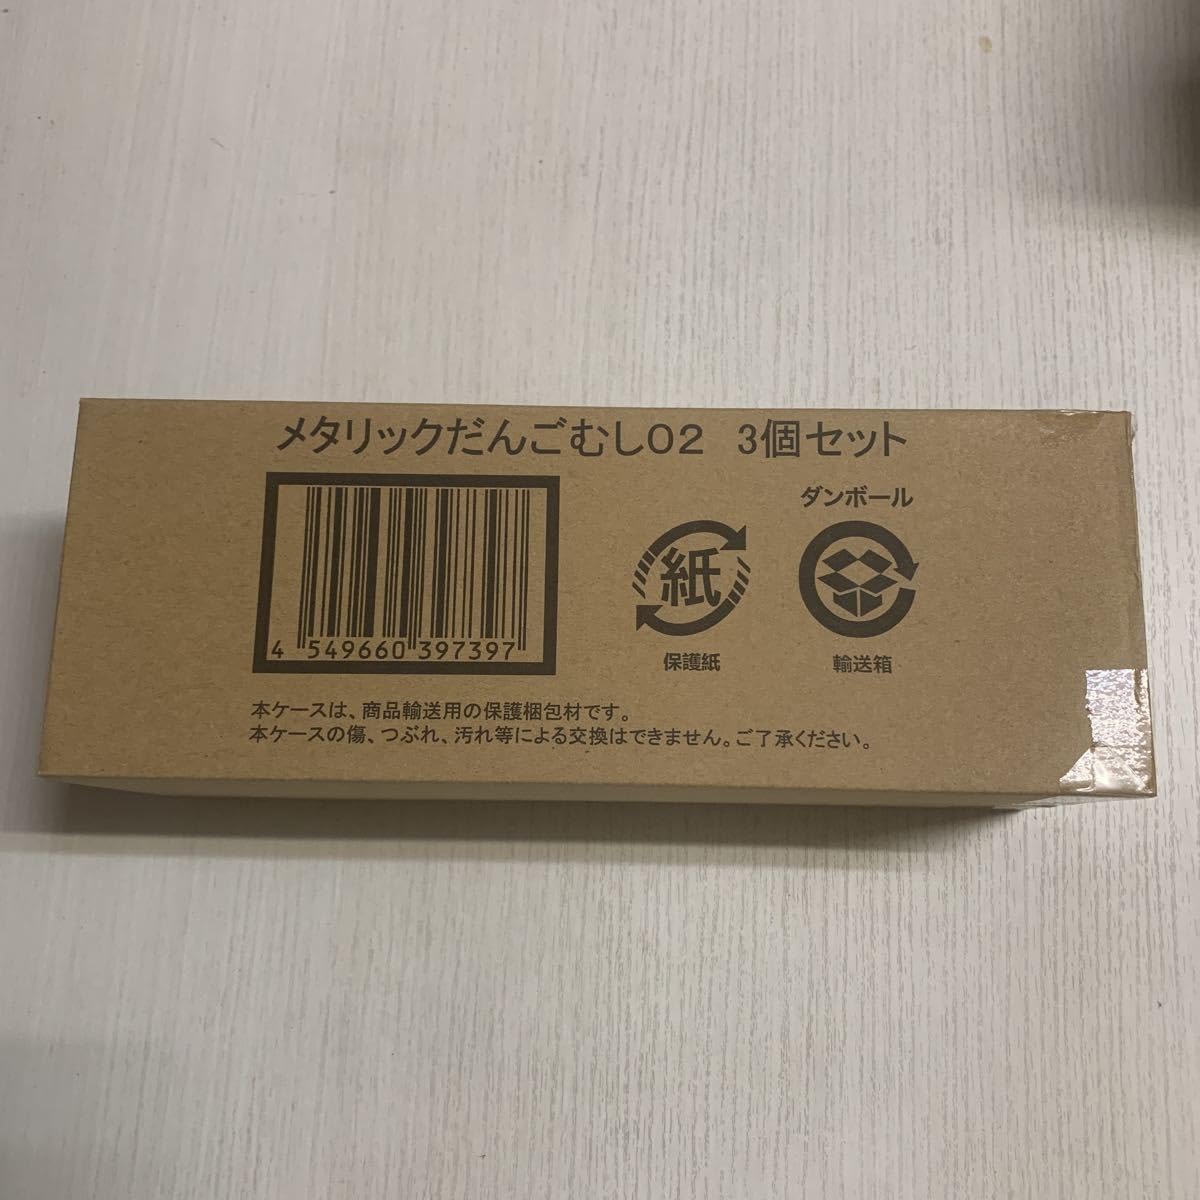 メタリックだんごむし02 3個セット
ダンボール
紙
4 549660 397397
保護紙
輸送箱
本ケースは、商品輸送用の保護梱包材です。
本ケースの傷、つぶれ、汚れ等による交換はできません。ご了承ください。